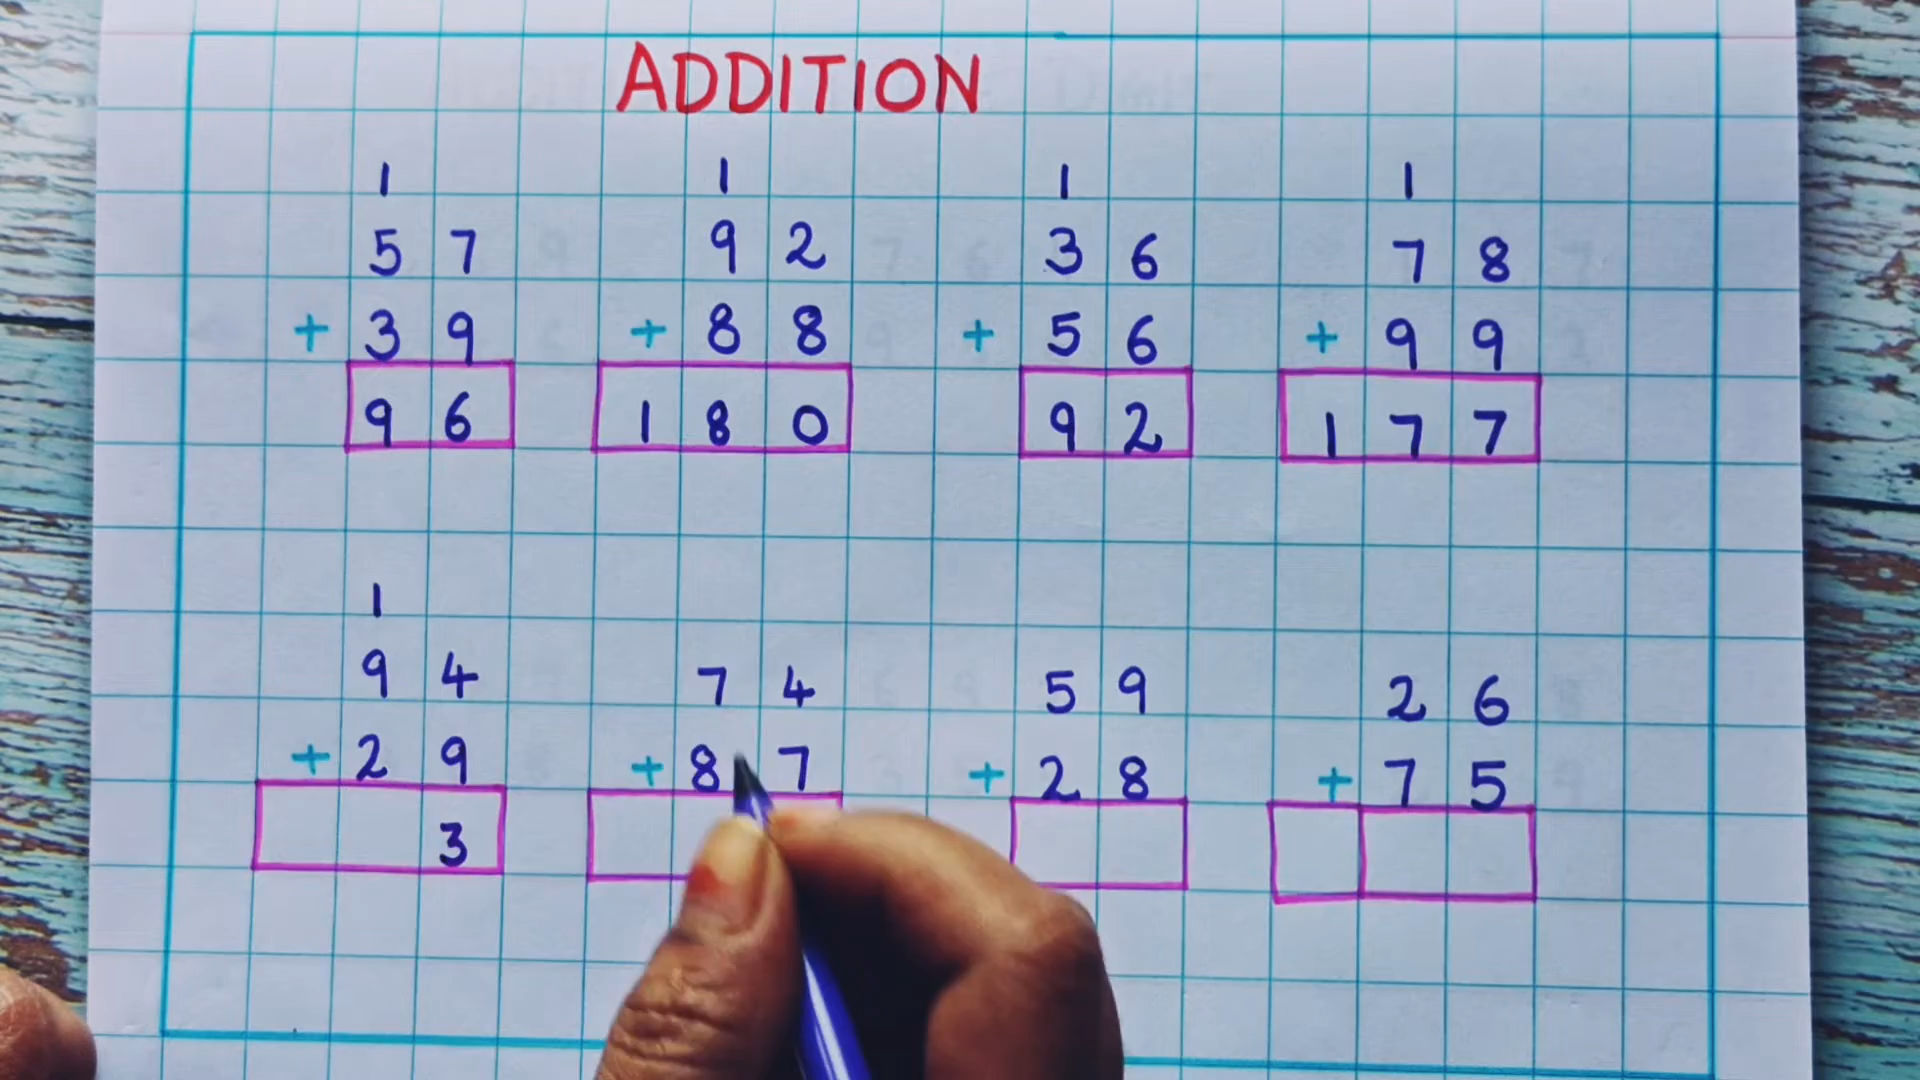 ADDITION
1 1 1 1
5 7 9 2 3 6 7 8
+ 3 9 + 8 8 + 5 6 + 9 9
9 6 1 8 0 9 2 1 7 7
1
9 4 7 4 5 9 2 6
+ 2 9 + 8 7 + 2 8 + 7 5
3